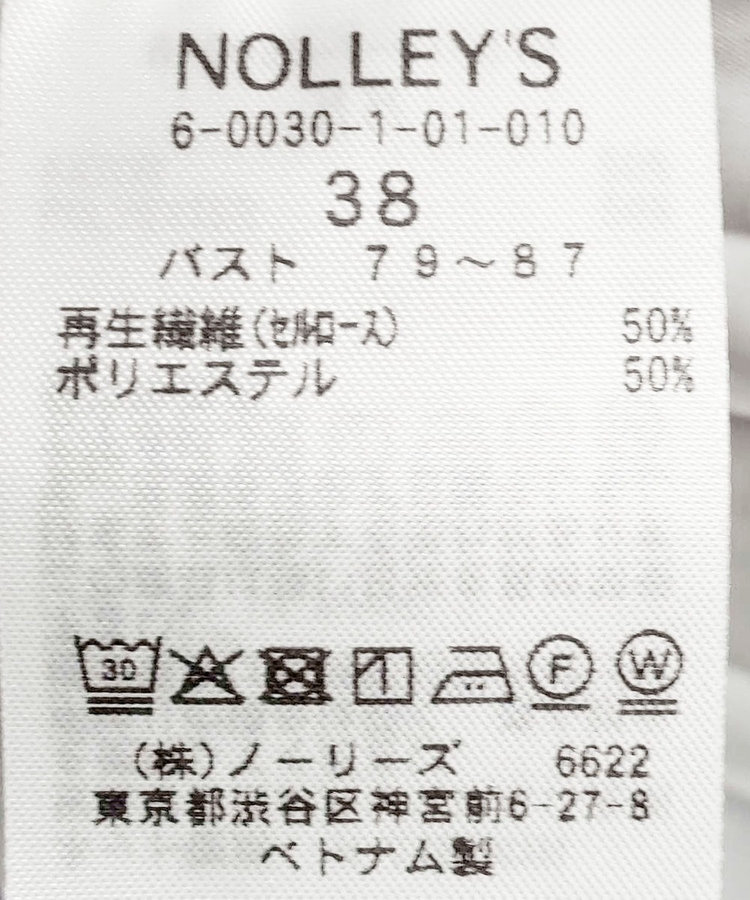 NOLLEY'S
6-0030-1-01-010
38
バスト 79～87
再生繊維(セルロース) 50%
ポリエステル 50%
30 F W
(株)ノーリーズ 6622
東京都渋谷区神宮前6-27-8
ベトナム製